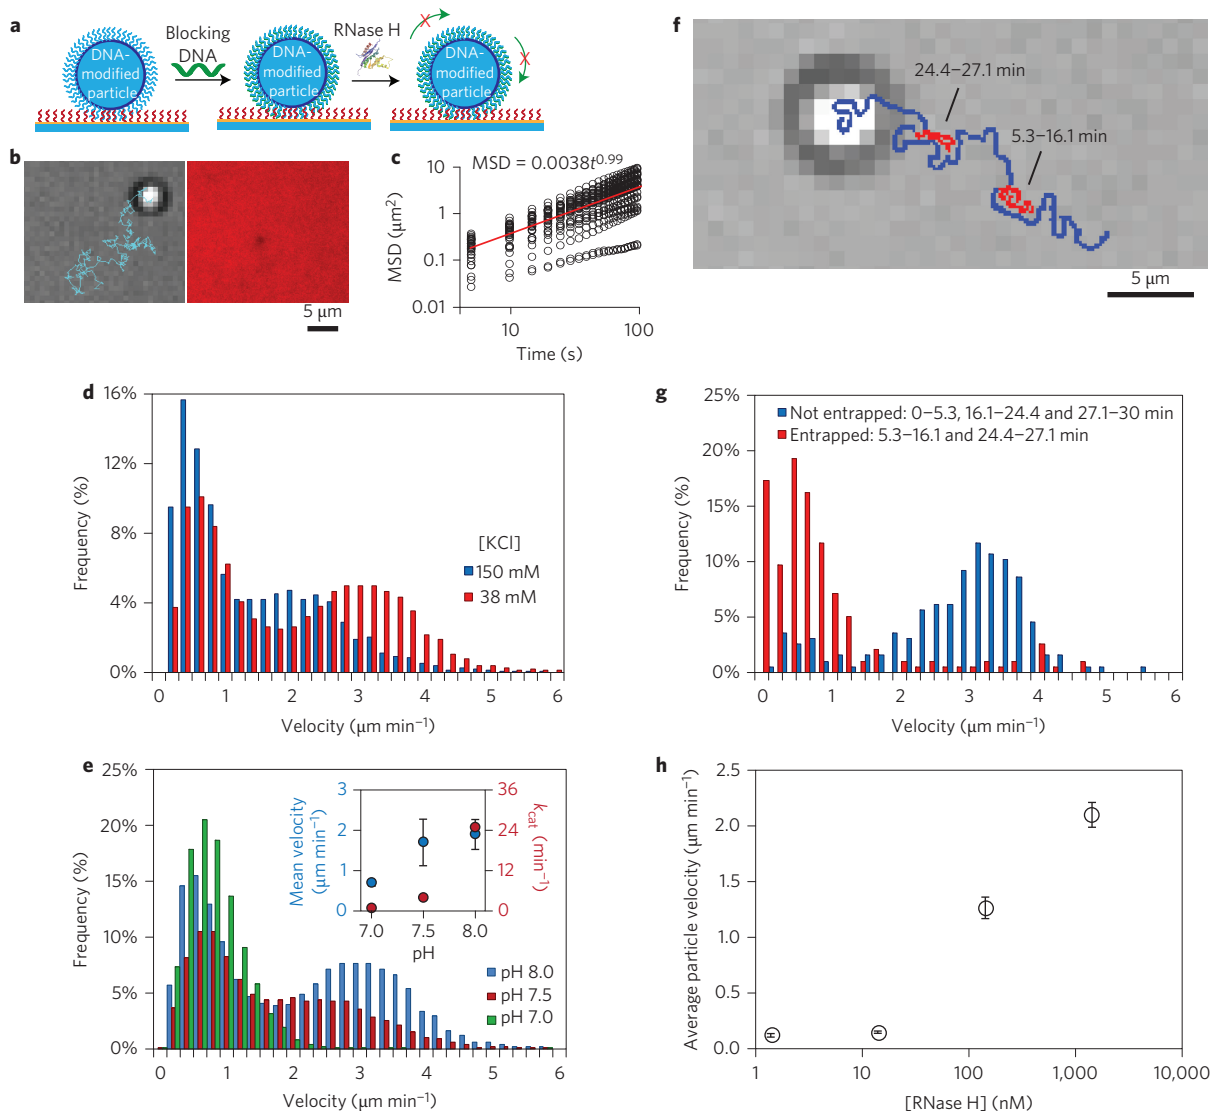 a
Blocking
DNA
RNase H
DNA-
modified
particle
DNA-
modified
particle
DNA-
modified
particle
X
X
b
5 µm
c
MSD = 0.0038t^0.99
MSD (µm²)
10
1
0.1
0.01
10
100
Time (s)
f
24.4–27.1 min
5.3–16.1 min
5 µm
d
Frequency (%)
16%
12%
8%
4%
0%
[KCl]
150 mM
38 mM
0 1 2 3 4 5 6
Velocity (µm min⁻¹)
g
Frequency (%)
25%
20%
15%
10%
5%
0%
Not entrapped: 0–5.3, 16.1–24.4 and 27.1–30 min
Entrapped: 5.3–16.1 and 24.4–27.1 min
0 1 2 3 4 5 6
Velocity (µm min⁻¹)
e
Frequency (%)
25%
20%
15%
10%
5%
0%
Mean velocity
(µm min⁻¹)
3
2
1
0
36
24
12
0
kcat
(min⁻¹)
7.0 7.5 8.0
pH
pH 8.0
pH 7.5
pH 7.0
0 1 2 3 4 5 6
Velocity (µm min⁻¹)
h
Average particle velocity (µm min⁻¹)
2.5
2.0
1.5
1.0
0.5
0.0
1 10 100 1,000 10,000
[RNase H] (nM)